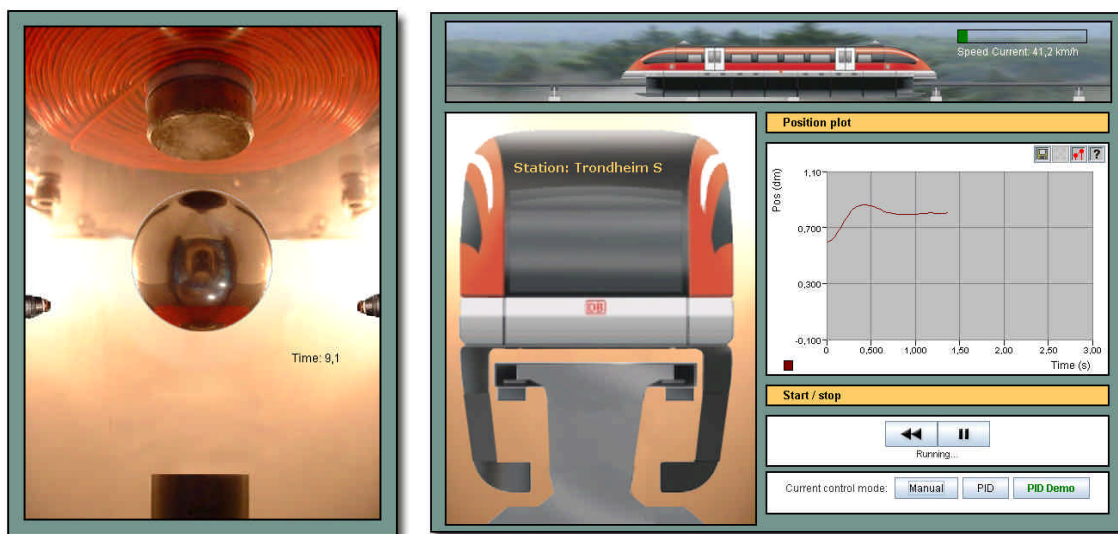 Time: 9,1
Speed Current: 41,2 km/h
Station: Trondheim S
DB
Position plot
?
Pos (dm)
1,10
0,700
0,300
-0,100
0
0,500
1,000
1,50
2,00
2,50
3,00
Time (s)
Start / stop
Running...
Current control mode:
Manual
PID
PID Demo